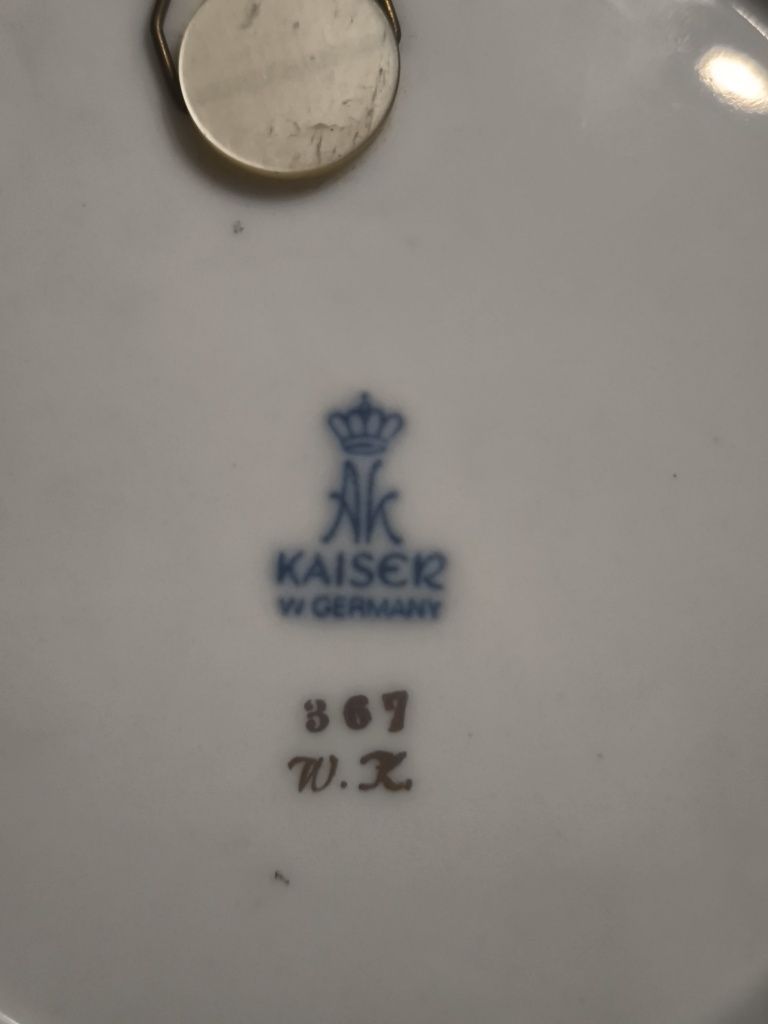 AK
KAISER
W GERMANY
367
W. K.